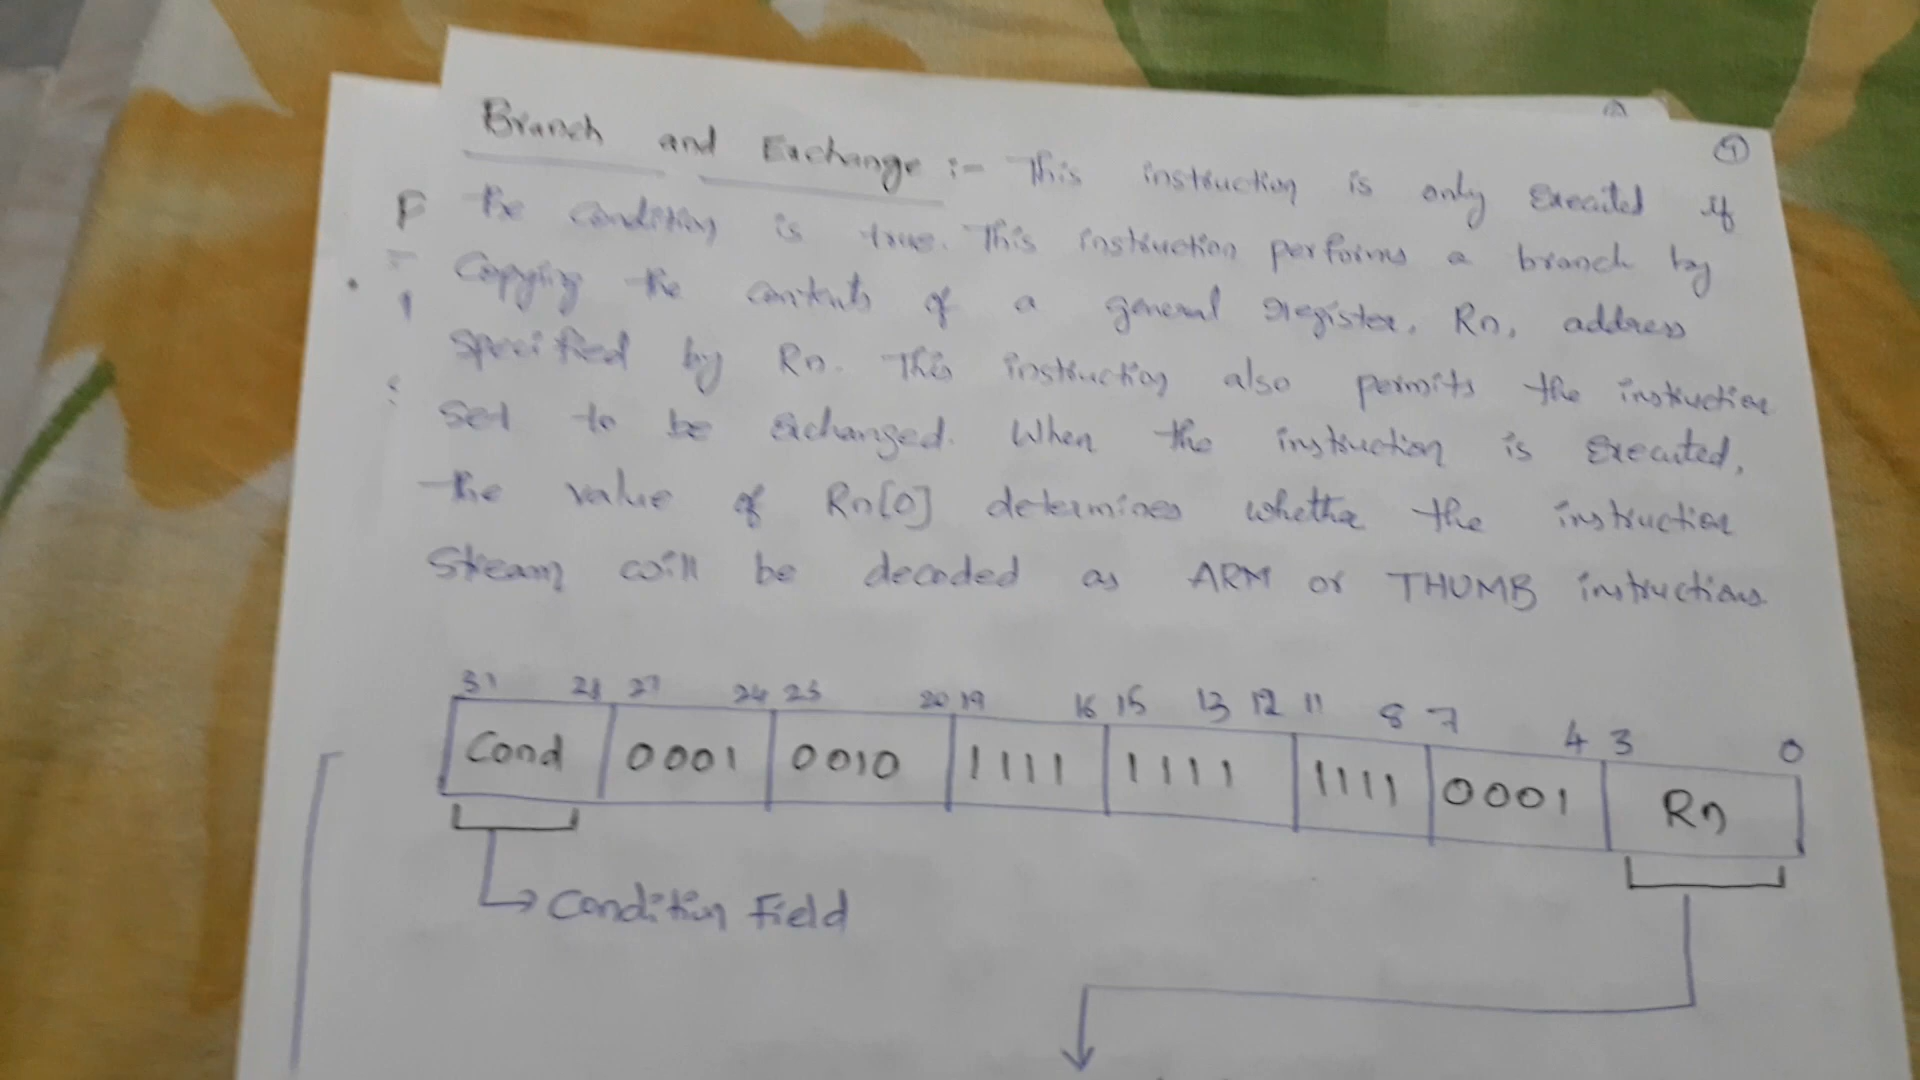 ①
Branch and Exchange :- This instruction is only Executed if
the condition is true. This instruction performs a branch by
Copying the contents of a general register, Rn, address
specified by Rn. This instruction also permits the instruction
set to be Exchanged. When the instruction is Executed,
the value of Rn[0] determines whether the instruction
Stream will be decoded as ARM or THUMB instructions.
31 28 27 24 23 20 19 16 15 13 12 11 8 7 4 3 0
Cond 0001 0010 1111 1111 1111 0001 Rn
Condition Field